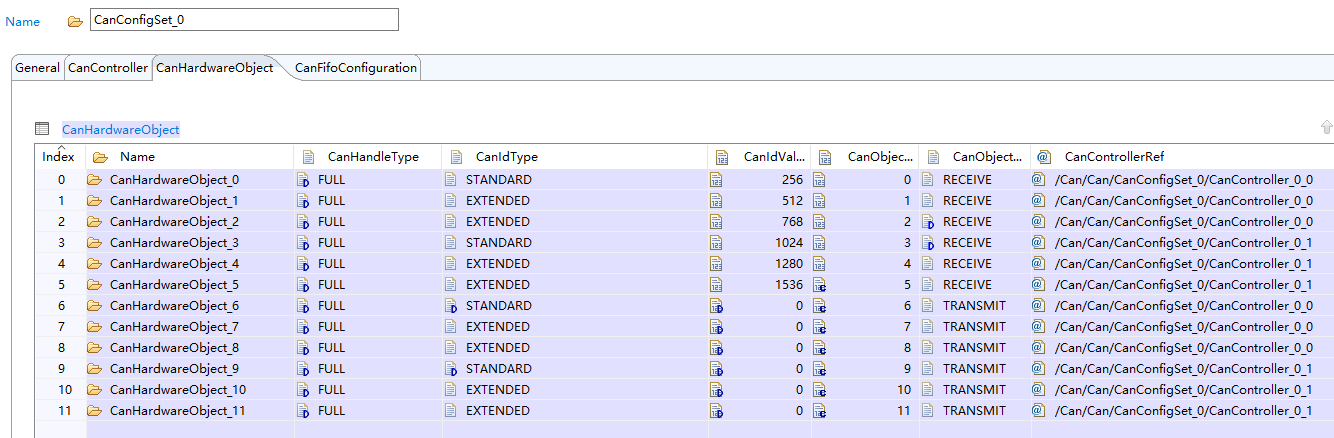 Name CanConfigSet_0
General CanController CanHardwareObject CanFifoConfiguration
CanHardwareObject
Index Name CanHandleType CanIdType CanIdVal... CanObjec... CanObject... CanControllerRef
0 CanHardwareObject_0 FULL STANDARD 256 0 RECEIVE /Can/Can/CanConfigSet_0/CanController_0_0
1 CanHardwareObject_1 FULL EXTENDED 512 1 RECEIVE /Can/Can/CanConfigSet_0/CanController_0_0
2 CanHardwareObject_2 FULL EXTENDED 768 2 RECEIVE /Can/Can/CanConfigSet_0/CanController_0_0
3 CanHardwareObject_3 FULL STANDARD 1024 3 RECEIVE /Can/Can/CanConfigSet_0/CanController_0_1
4 CanHardwareObject_4 FULL EXTENDED 1280 4 RECEIVE /Can/Can/CanConfigSet_0/CanController_0_1
5 CanHardwareObject_5 FULL EXTENDED 1536 5 RECEIVE /Can/Can/CanConfigSet_0/CanController_0_1
6 CanHardwareObject_6 FULL STANDARD 0 6 TRANSMIT /Can/Can/CanConfigSet_0/CanController_0_0
7 CanHardwareObject_7 FULL EXTENDED 0 7 TRANSMIT /Can/Can/CanConfigSet_0/CanController_0_0
8 CanHardwareObject_8 FULL EXTENDED 0 8 TRANSMIT /Can/Can/CanConfigSet_0/CanController_0_0
9 CanHardwareObject_9 FULL STANDARD 0 9 TRANSMIT /Can/Can/CanConfigSet_0/CanController_0_1
10 CanHardwareObject_10 FULL EXTENDED 0 10 TRANSMIT /Can/Can/CanConfigSet_0/CanController_0_1
11 CanHardwareObject_11 FULL EXTENDED 0 11 TRANSMIT /Can/Can/CanConfigSet_0/CanController_0_1